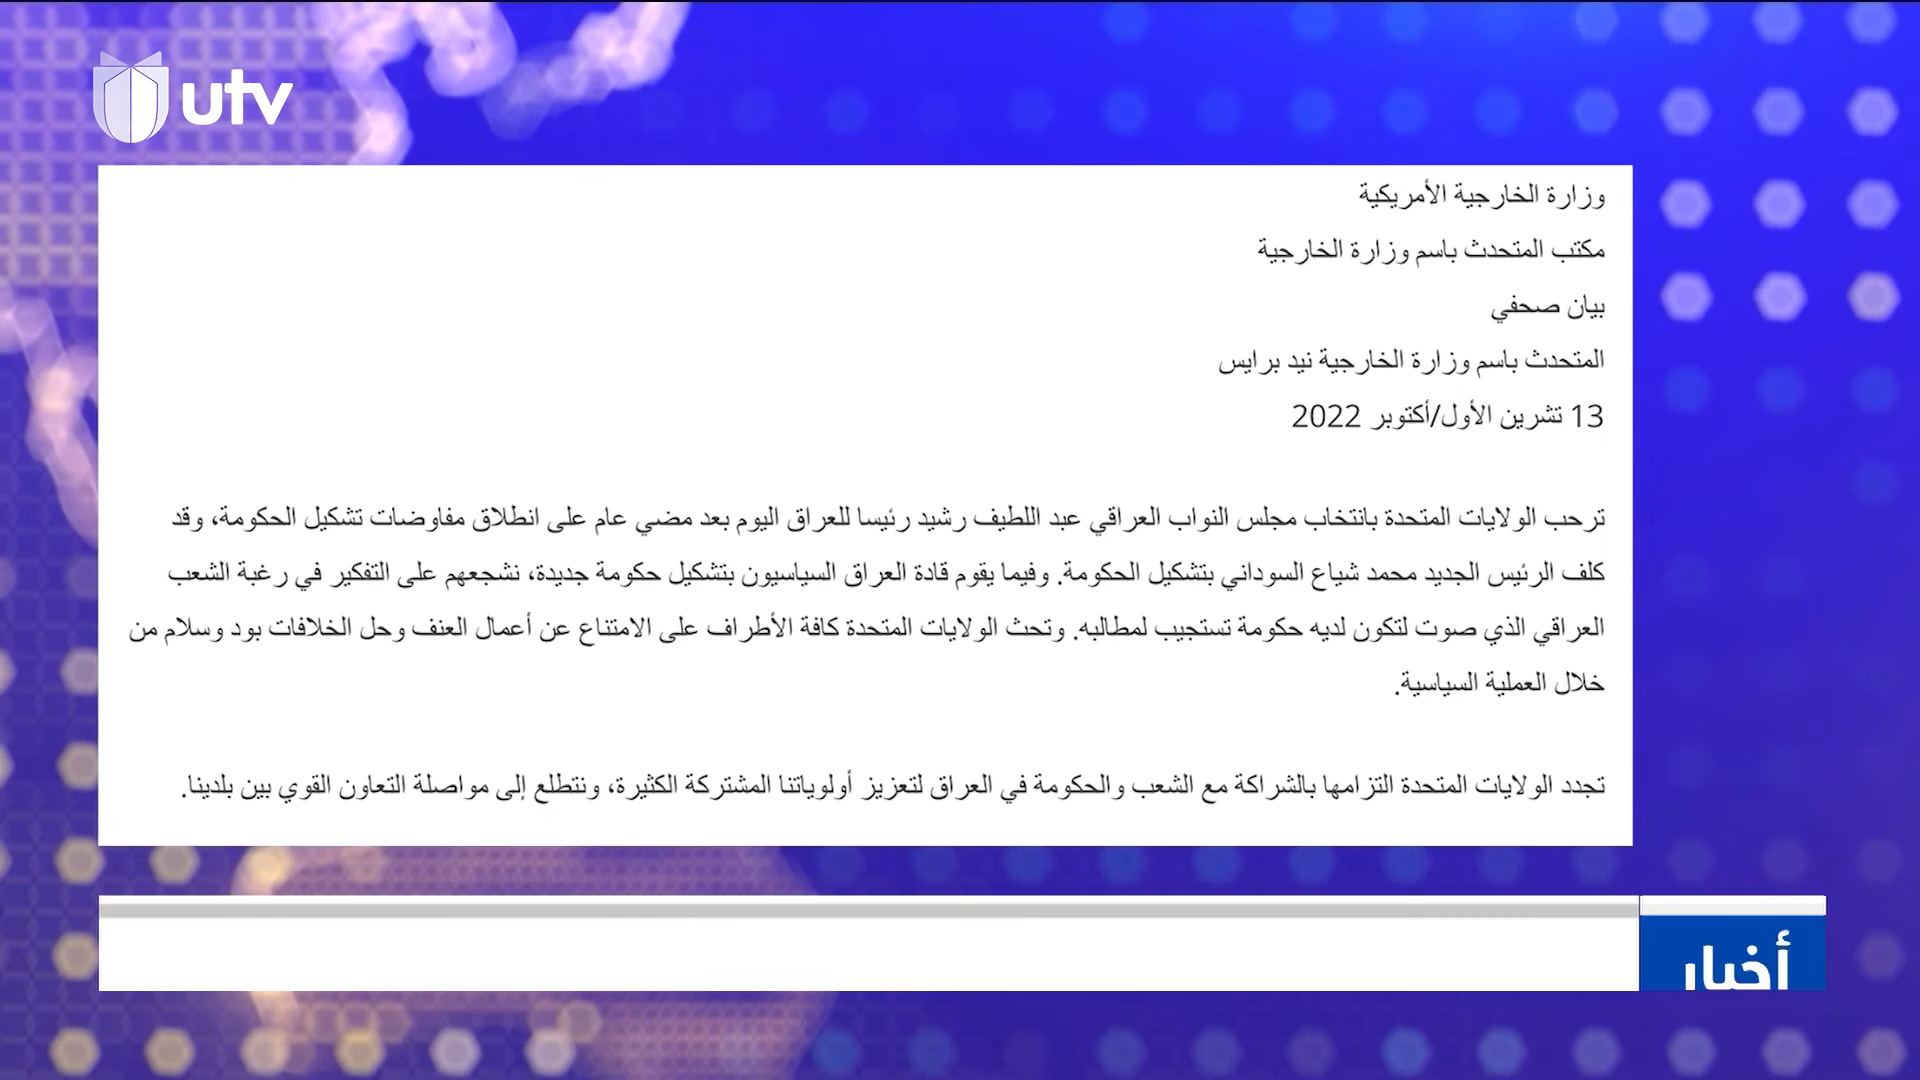 utv
وزارة الخارجية الأمريكية
مكتب المتحدث باسم وزارة الخارجية
بيان صحفي
المتحدث باسم وزارة الخارجية نيد برايس
13 تشرين الأول/أكتوبر 2022
ترحب الولايات المتحدة بانتخاب مجلس النواب العراقي عبد اللطيف رشيد رئيسا للعراق اليوم بعد مضي عام على انطلاق مفاوضات تشكيل الحكومة، وقد
كلف الرئيس الجديد محمد شياع السوداني بتشكيل الحكومة. وفيما يقوم قادة العراق السياسيون بتشكيل حكومة جديدة، نشجعهم على التفكير في رغبة الشعب
العراقي الذي صوت لتكون لديه حكومة تستجيب لمطالبه. وتحث الولايات المتحدة كافة الأطراف على الامتناع عن أعمال العنف وحل الخلافات بود وسلام من
خلال العملية السياسية.
تجدد الولايات المتحدة التزامها بالشراكة مع الشعب والحكومة في العراق لتعزيز أولوياتنا المشتركة الكثيرة، ونتطلع إلى مواصلة التعاون القوي بين بلدينا.
أخبار